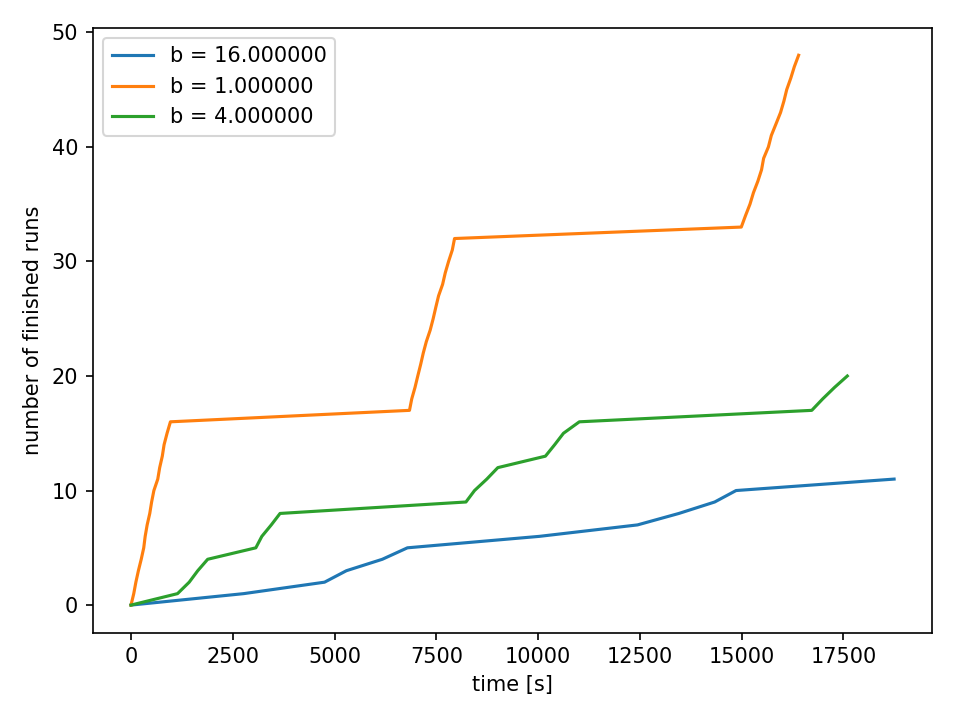 b = 16.000000
b = 1.000000
b = 4.000000
number of finished runs
50
40
30
20
10
0
0 2500 5000 7500 10000 12500 15000 17500
time [s]